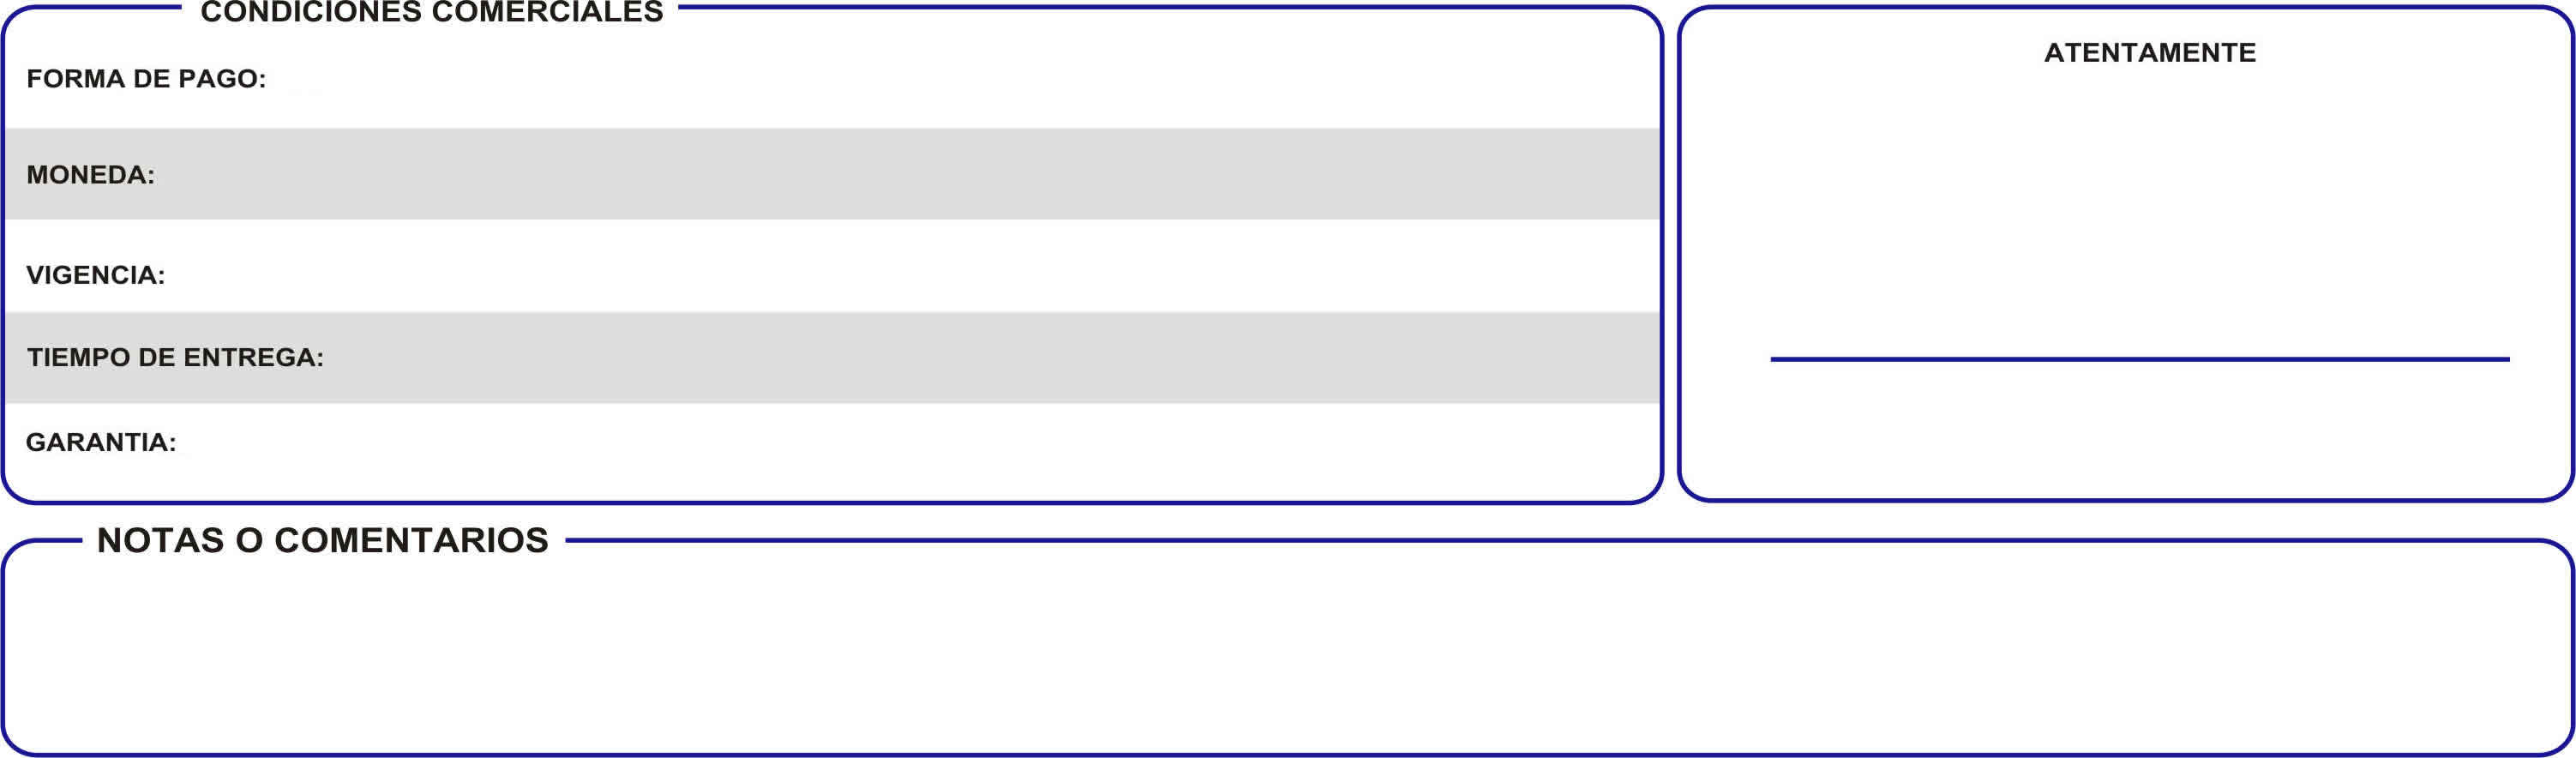 CONDICIONES COMERCIALES
FORMA DE PAGO:
MONEDA:
VIGENCIA:
TIEMPO DE ENTREGA:
GARANTIA:
ATENTAMENTE
NOTAS O COMENTARIOS